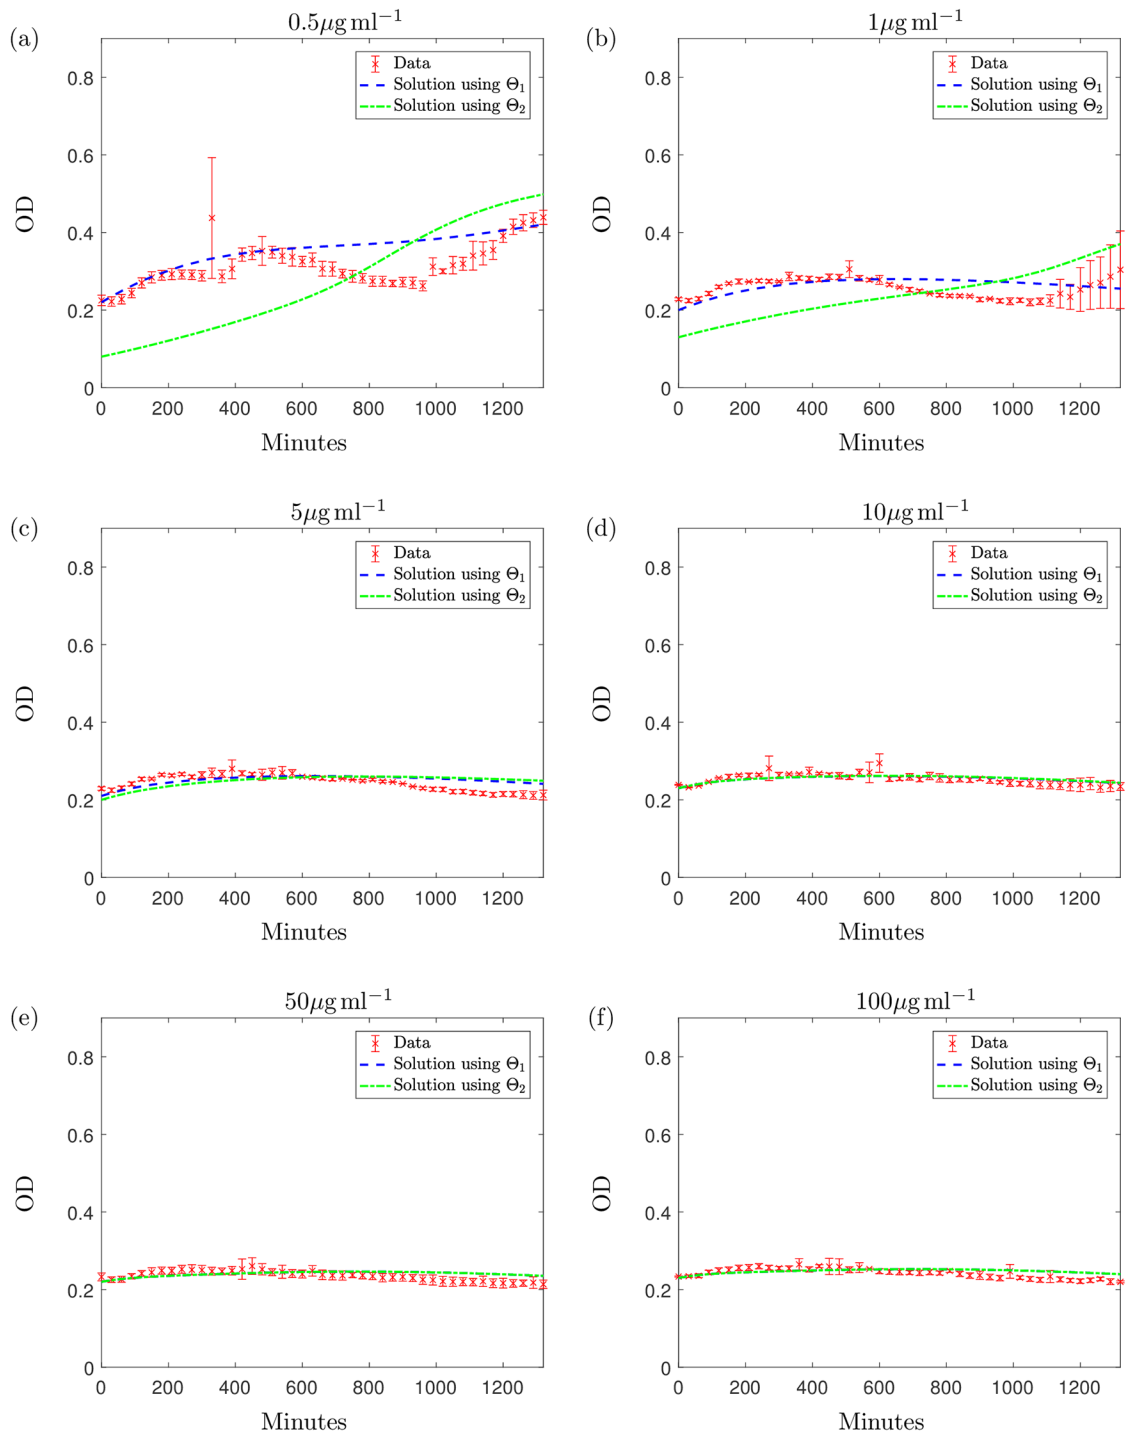 (a)
0.5μg ml⁻¹
OD
0.8
0.6
0.4
0.2
0
Data
Solution using Θ₁
Solution using Θ₂
0 200 400 600 800 1000 1200
Minutes
(b)
1μg ml⁻¹
OD
0.8
0.6
0.4
0.2
0
Data
Solution using Θ₁
Solution using Θ₂
0 200 400 600 800 1000 1200
Minutes
(c)
5μg ml⁻¹
OD
0.8
0.6
0.4
0.2
0
Data
Solution using Θ₁
Solution using Θ₂
0 200 400 600 800 1000 1200
Minutes
(d)
10μg ml⁻¹
OD
0.8
0.6
0.4
0.2
0
Data
Solution using Θ₁
Solution using Θ₂
0 200 400 600 800 1000 1200
Minutes
(e)
50μg ml⁻¹
OD
0.8
0.6
0.4
0.2
0
Data
Solution using Θ₁
Solution using Θ₂
0 200 400 600 800 1000 1200
Minutes
(f)
100μg ml⁻¹
OD
0.8
0.6
0.4
0.2
0
Data
Solution using Θ₁
Solution using Θ₂
0 200 400 600 800 1000 1200
Minutes